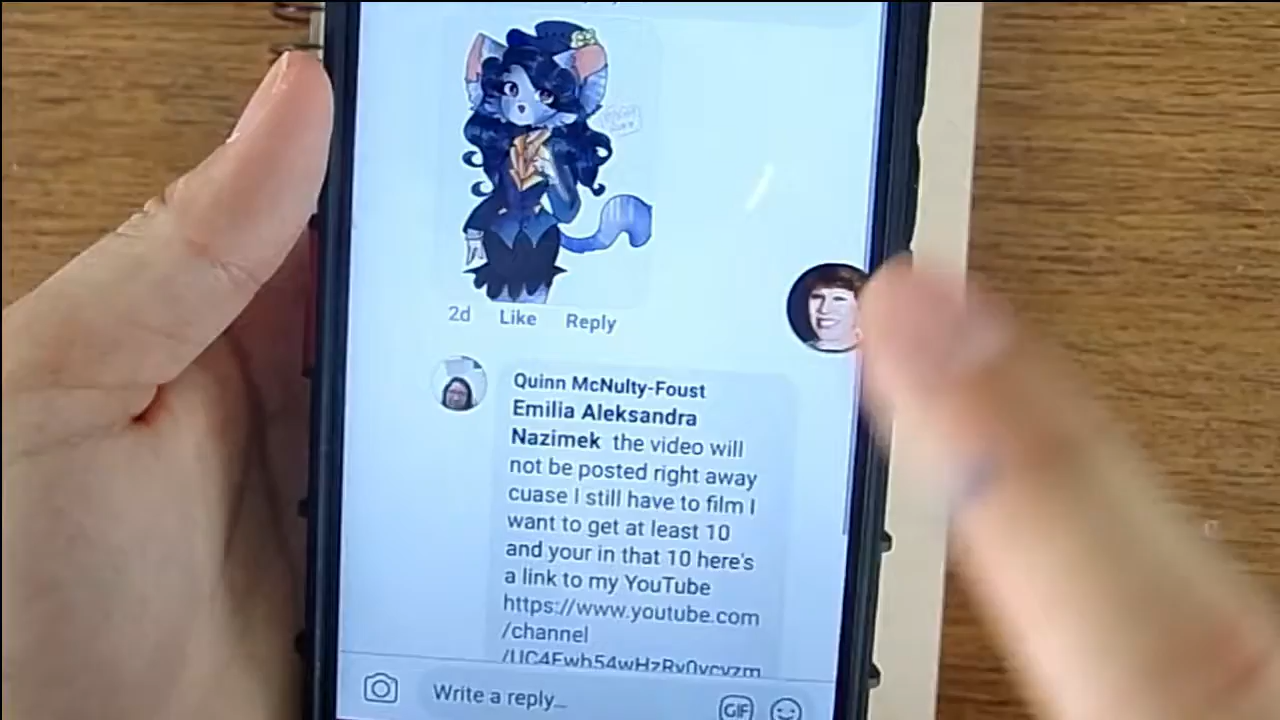 2d Like Reply
Quinn McNulty-Foust
Emilia Aleksandra
Nazimek the video will
not be posted right away
cuase I still have to film I
want to get at least 10
and your in that 10 here's
a link to my YouTube
https://www.youtube.com
/channel
Write a reply...
GIF